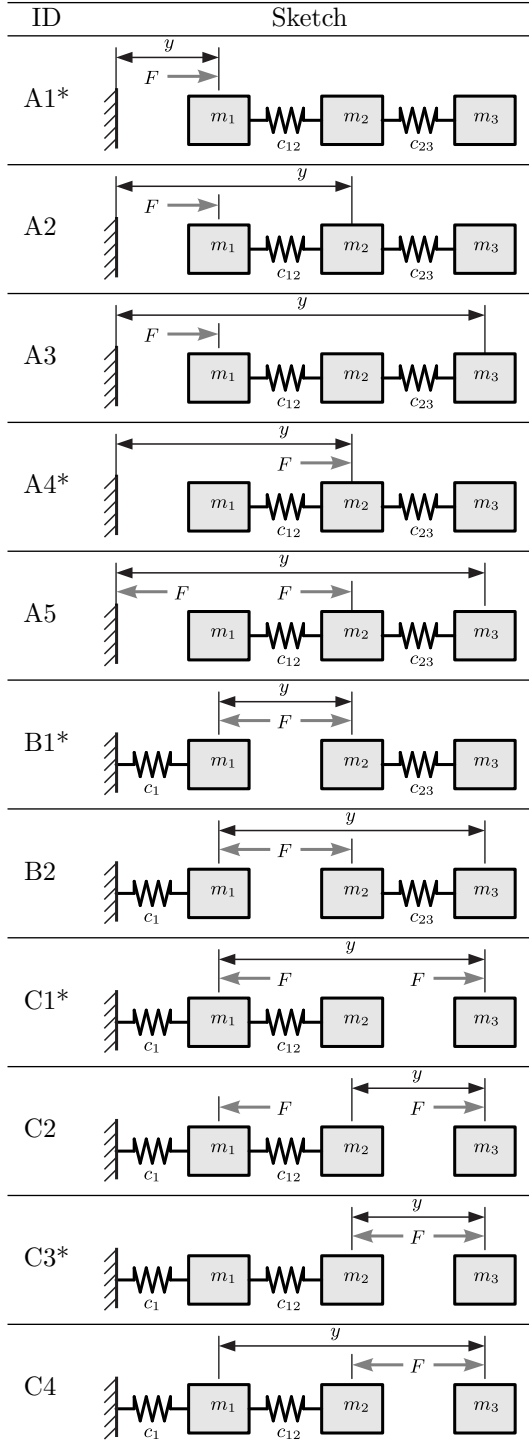 ID Sketch
y
F
A1* m₁ m₂ m₃
c₁₂ c₂₃
y
F
A2 m₁ m₂ m₃
c₁₂ c₂₃
y
F
A3 m₁ m₂ m₃
c₁₂ c₂₃
y
F
A4* m₁ m₂ m₃
c₁₂ c₂₃
y
F F
A5 m₁ m₂ m₃
c₁₂ c₂₃
y
F
B1* m₁ m₂ m₃
c₁ c₂₃
y
F
B2 m₁ m₂ m₃
c₁ c₂₃
y
F F
C1* m₁ m₂ m₃
c₁ c₁₂
y
F F
C2 m₁ m₂ m₃
c₁ c₁₂
y
F
C3* m₁ m₂ m₃
c₁ c₁₂
y
F
C4 m₁ m₂ m₃
c₁ c₁₂